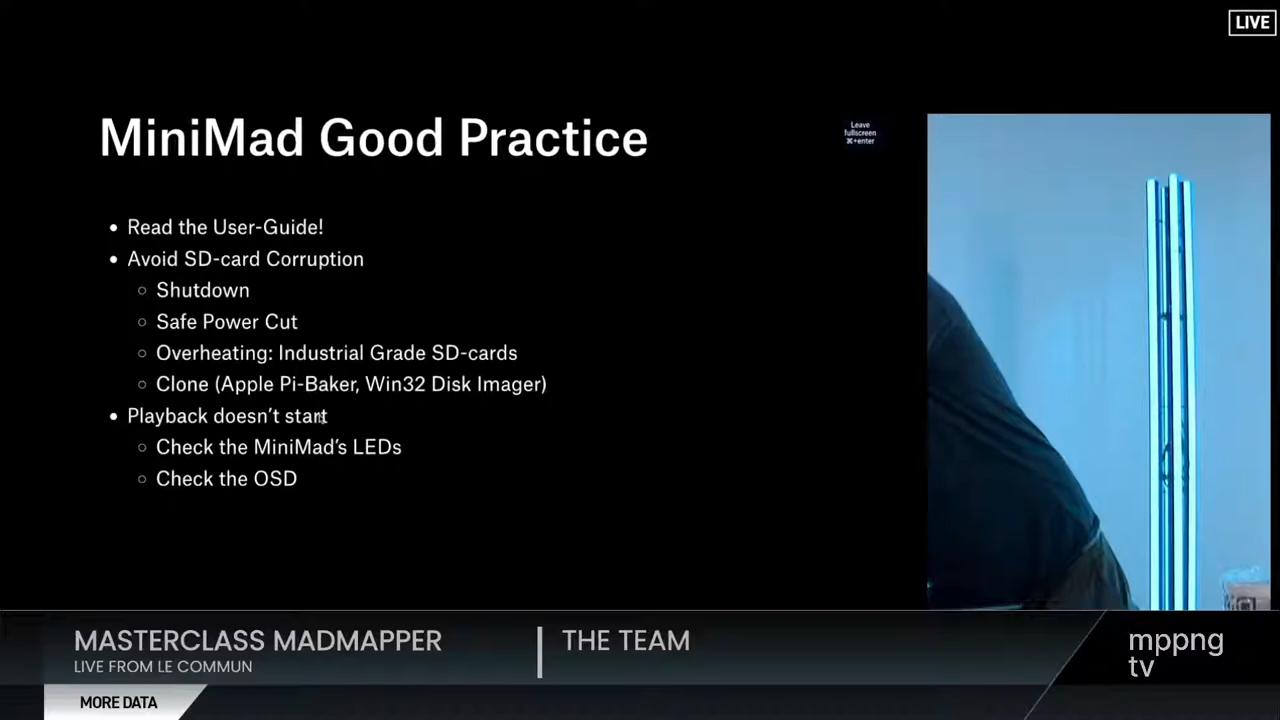 LIVE
MiniMad Good Practice
Leave
fullscreen
⌘+enter
• Read the User-Guide!
• Avoid SD-card Corruption
○ Shutdown
○ Safe Power Cut
○ Overheating: Industrial Grade SD-cards
○ Clone (Apple Pi-Baker, Win32 Disk Imager)
• Playback doesn't start
○ Check the MiniMad's LEDs
○ Check the OSD
MASTERCLASS MADMAPPER
LIVE FROM LE COMMUN
THE TEAM
mppng
tv
MORE DATA